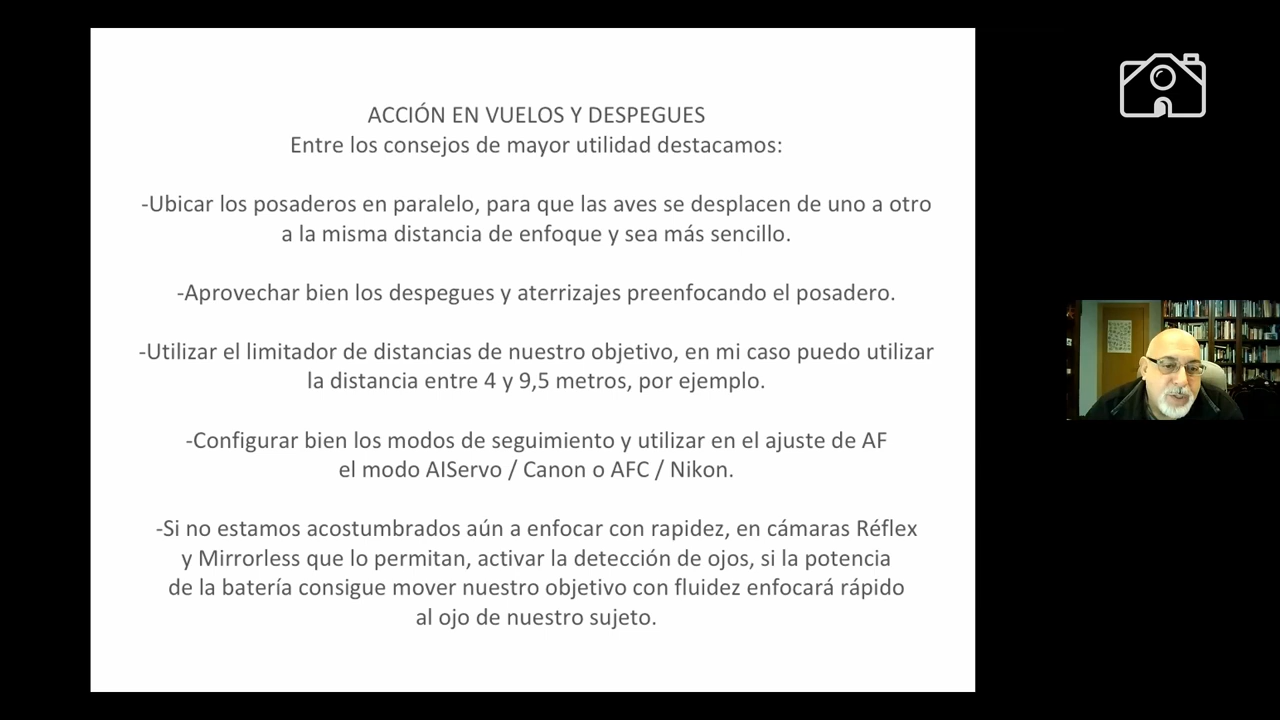 ACCIÓN EN VUELOS Y DESPEGUES
Entre los consejos de mayor utilidad destacamos:
-Ubicar los posaderos en paralelo, para que las aves se desplacen de uno a otro
a la misma distancia de enfoque y sea más sencillo.
-Aprovechar bien los despegues y aterrizajes preenfocando el posadero.
-Utilizar el limitador de distancias de nuestro objetivo, en mi caso puedo utilizar
la distancia entre 4 y 9,5 metros, por ejemplo.
-Configurar bien los modos de seguimiento y utilizar en el ajuste de AF
el modo AIServo / Canon o AFC / Nikon.
-Si no estamos acostumbrados aún a enfocar con rapidez, en cámaras Réflex
y Mirrorless que lo permitan, activar la detección de ojos, si la potencia
de la batería consigue mover nuestro objetivo con fluidez enfocará rápido
al ojo de nuestro sujeto.